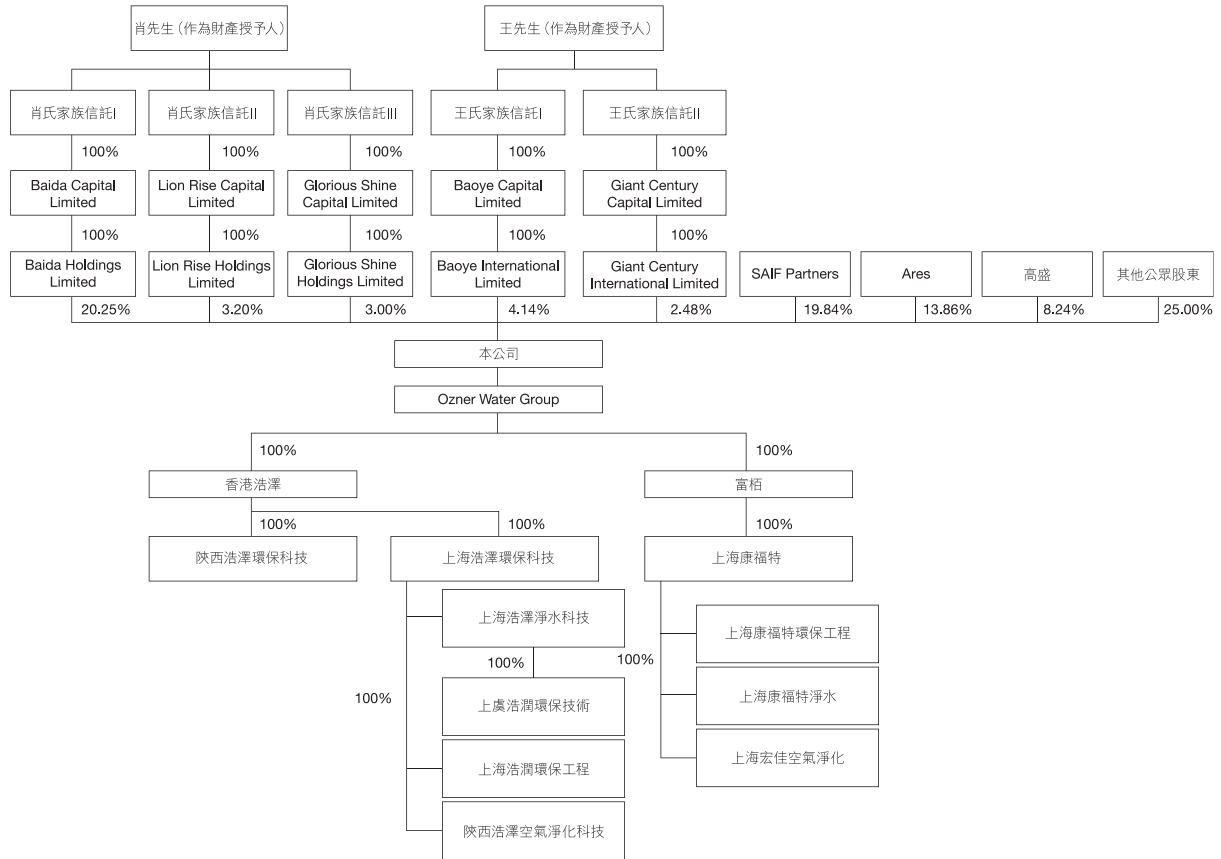 肖先生（作為財產授予人）
王先生（作為財產授予人）
肖氏家族信託I
肖氏家族信託II
肖氏家族信託III
王氏家族信託I
王氏家族信託II
100%
100%
100%
100%
100%
Baida Capital
Limited
Lion Rise Capital
Limited
Glorious Shine
Capital Limited
Baoye Capital
Limited
Giant Century
Capital Limited
100%
100%
100%
100%
100%
Baida Holdings
Limited
Lion Rise Holdings
Limited
Glorious Shine
Holdings Limited
Baoye International
Limited
Giant Century
International Limited
SAIF Partners
Ares
高盛
其他公眾股東
20.25%
3.20%
3.00%
4.14%
2.48%
19.84%
13.86%
8.24%
25.00%
本公司
Ozner Water Group
100%
100%
香港浩澤
富栢
100%
100%
100%
陝西浩澤環保科技
上海浩澤環保科技
上海康福特
上海浩澤淨水科技
上海康福特環保工程
100%
100%
100%
上虞浩潤環保技術
上海康福特淨水
上海浩潤環保工程
上海宏佳空氣淨化
陝西浩澤空氣淨化科技